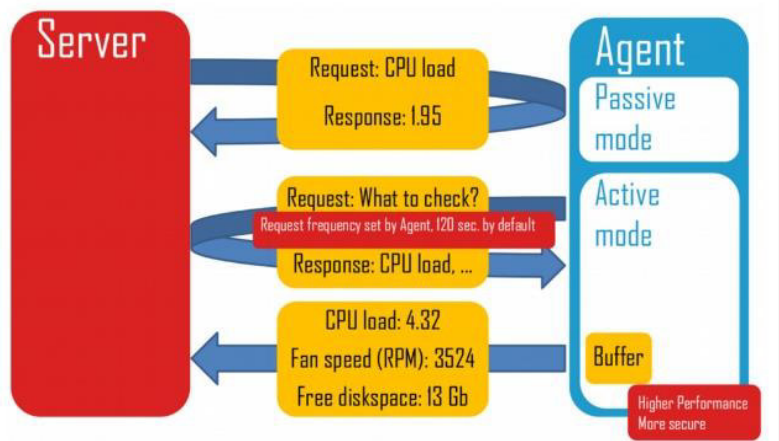 Server
Request: CPU load
Response: 1.95
Agent
Passive
mode
Request: What to check?
Request frequency set by Agent, 120 sec. by default
Response: CPU load, ...
Active
mode
CPU load: 4.32
Fan speed (RPM): 3524
Free diskspace: 13 Gb
Buffer
Higher Performance
More secure